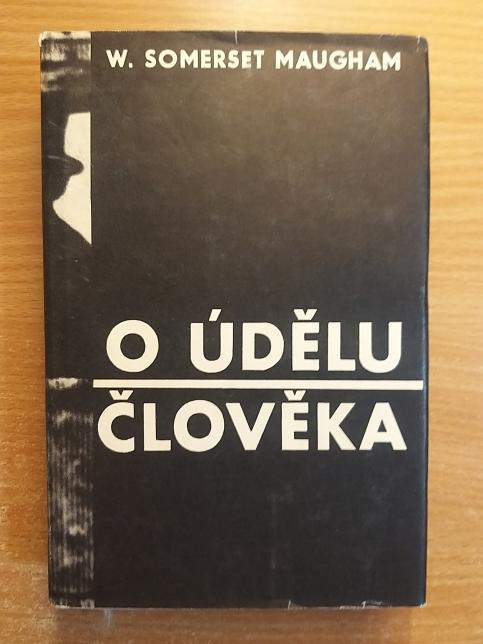 W. SOMERSET MAUGHAM
O ÚDĚLU
ČLOVĚKA